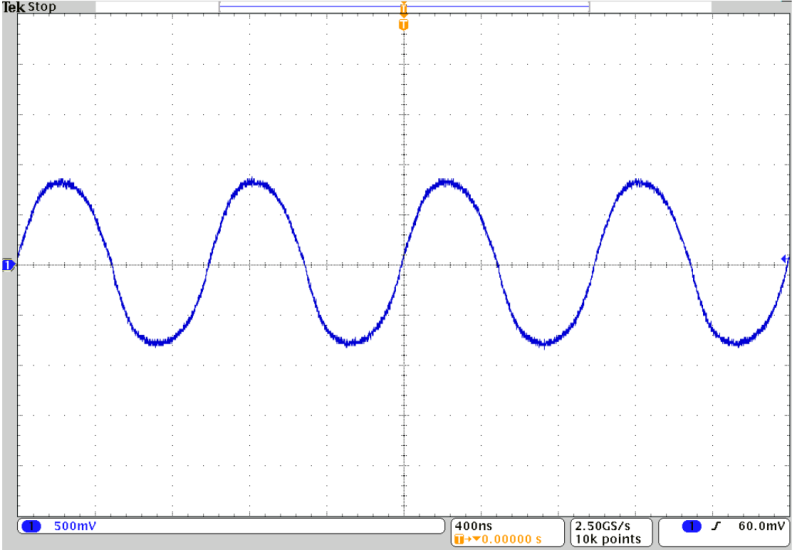 Tek Stop
T
T
1
1 500mV
400ns
T→▼0.00000 s
2.50GS/s
10k points
1 ʃ 60.0mV